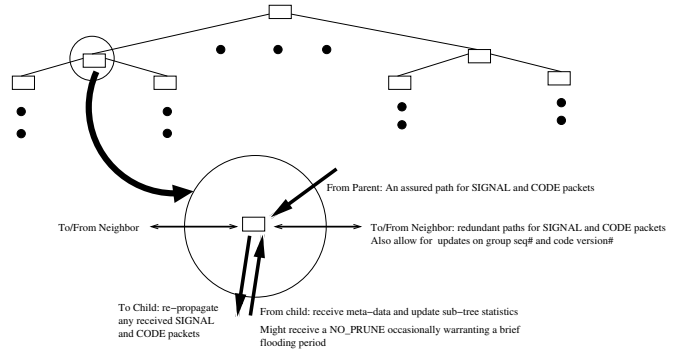 From Parent: An assured path for SIGNAL and CODE packets
To/From Neighbor
To/From Neighbor: redundant paths for SIGNAL and CODE packets
Also allow for updates on group seq# and code version#
To Child: re−propagate
any received SIGNAL
and CODE packets
From child: receive meta−data and update sub−tree statistics
Might receive a NO_PRUNE occasionally warranting a brief
flooding period